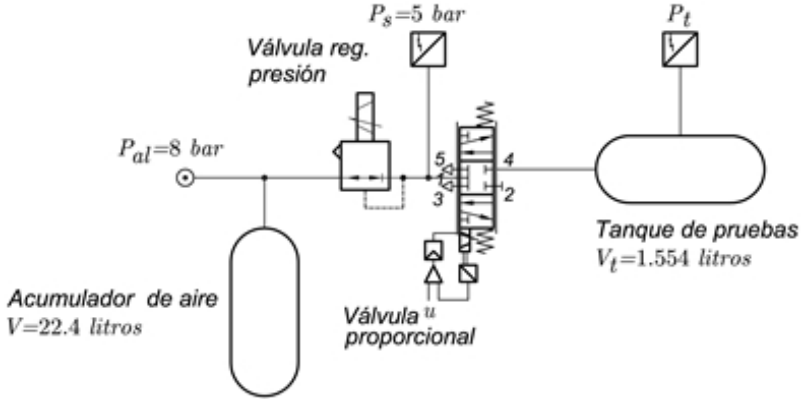 P_s=5 bar
P_t
Válvula reg.
presión
P_al=8 bar
5
4
3
2
Tanque de pruebas
V_t=1.554 litros
Acumulador de aire
V=22.4 litros
Válvula u
proporcional